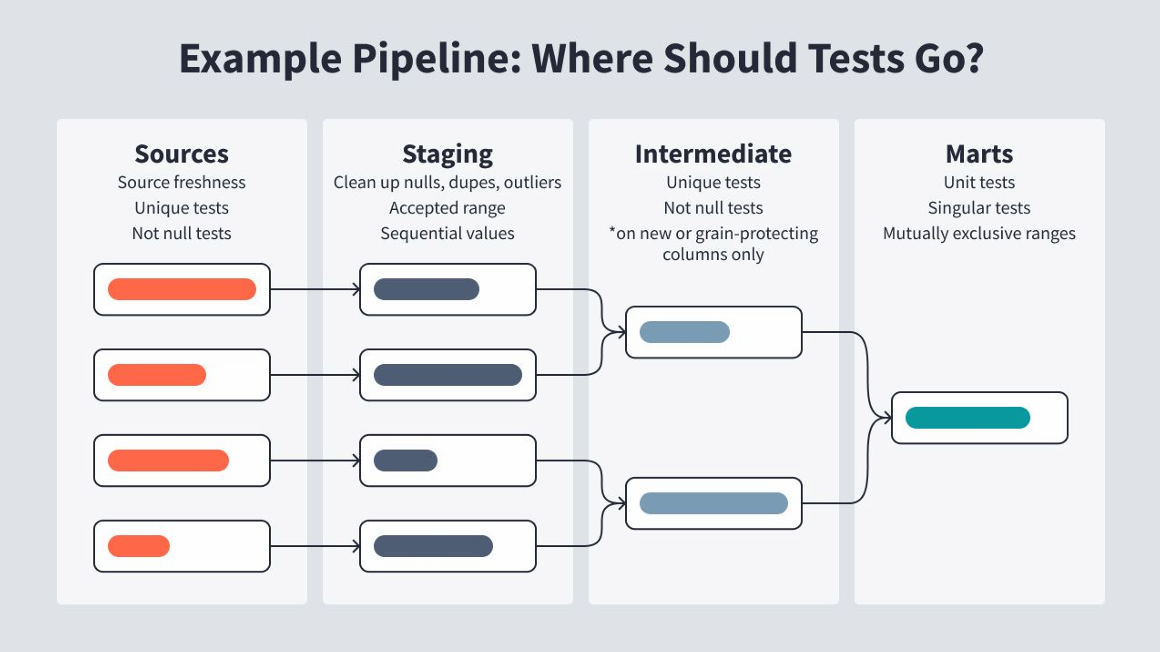 Example Pipeline: Where Should Tests Go?
Sources
Source freshness
Unique tests
Not null tests
Staging
Clean up nulls, dupes, outliers
Accepted range
Sequential values
Intermediate
Unique tests
Not null tests
*on new or grain-protecting
columns only
Marts
Unit tests
Singular tests
Mutually exclusive ranges